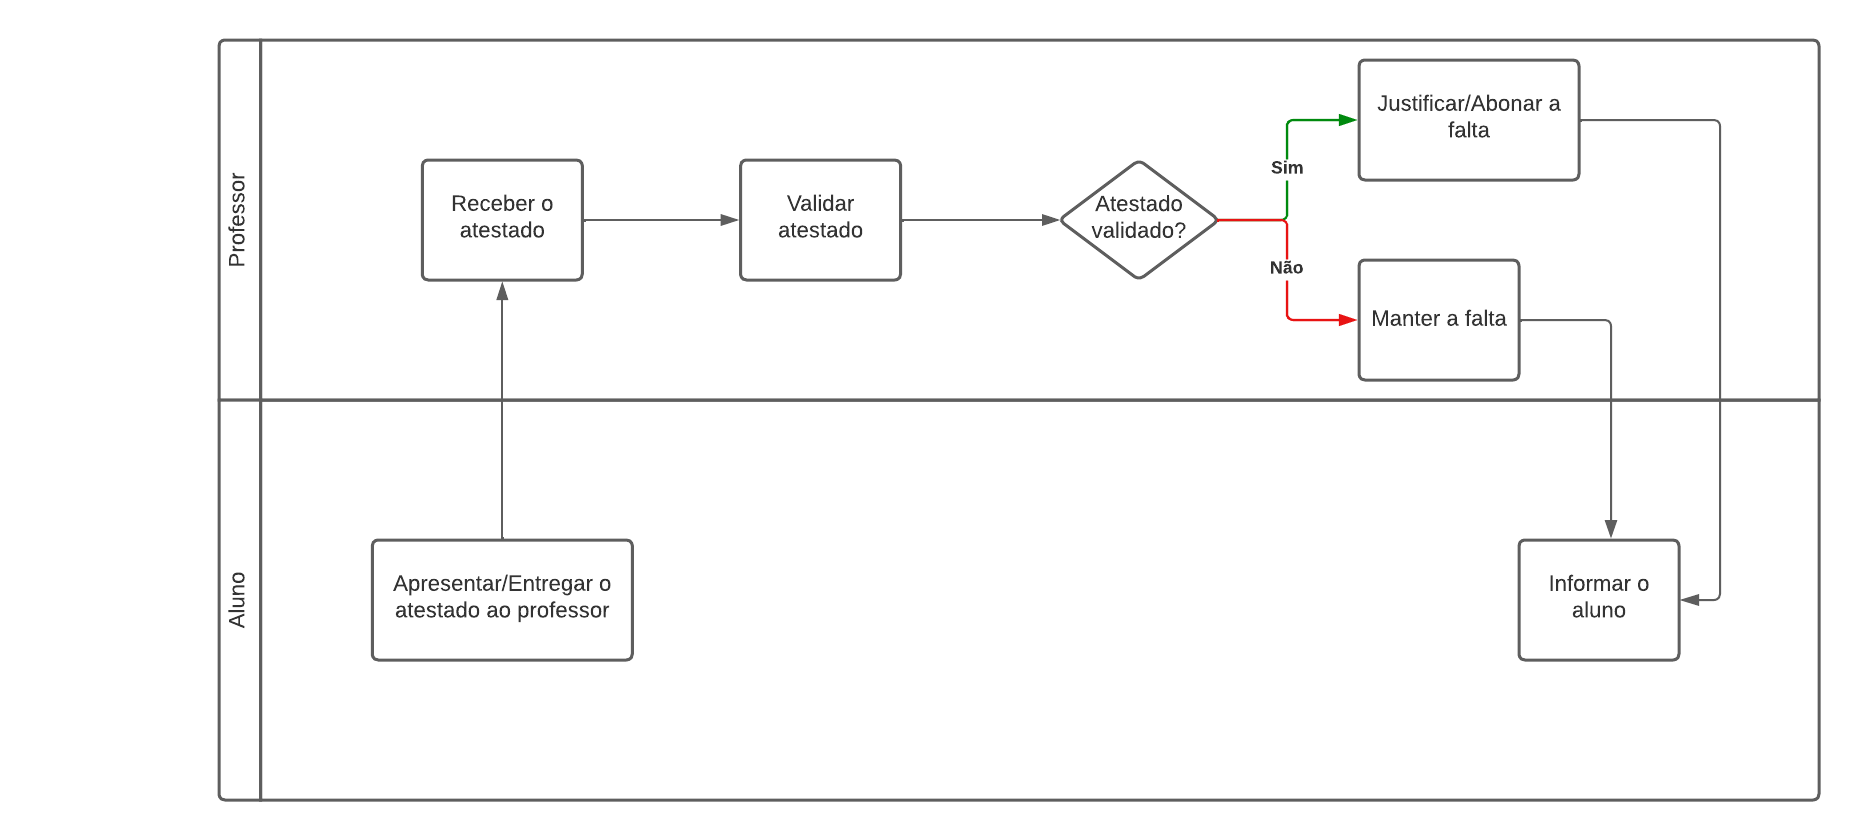 Professor
Receber o
atestado
Validar
atestado
Atestado
validado?
Sim
Não
Justificar/Abonar a
falta
Manter a falta
Aluno
Apresentar/Entregar o
atestado ao professor
Informar o
aluno